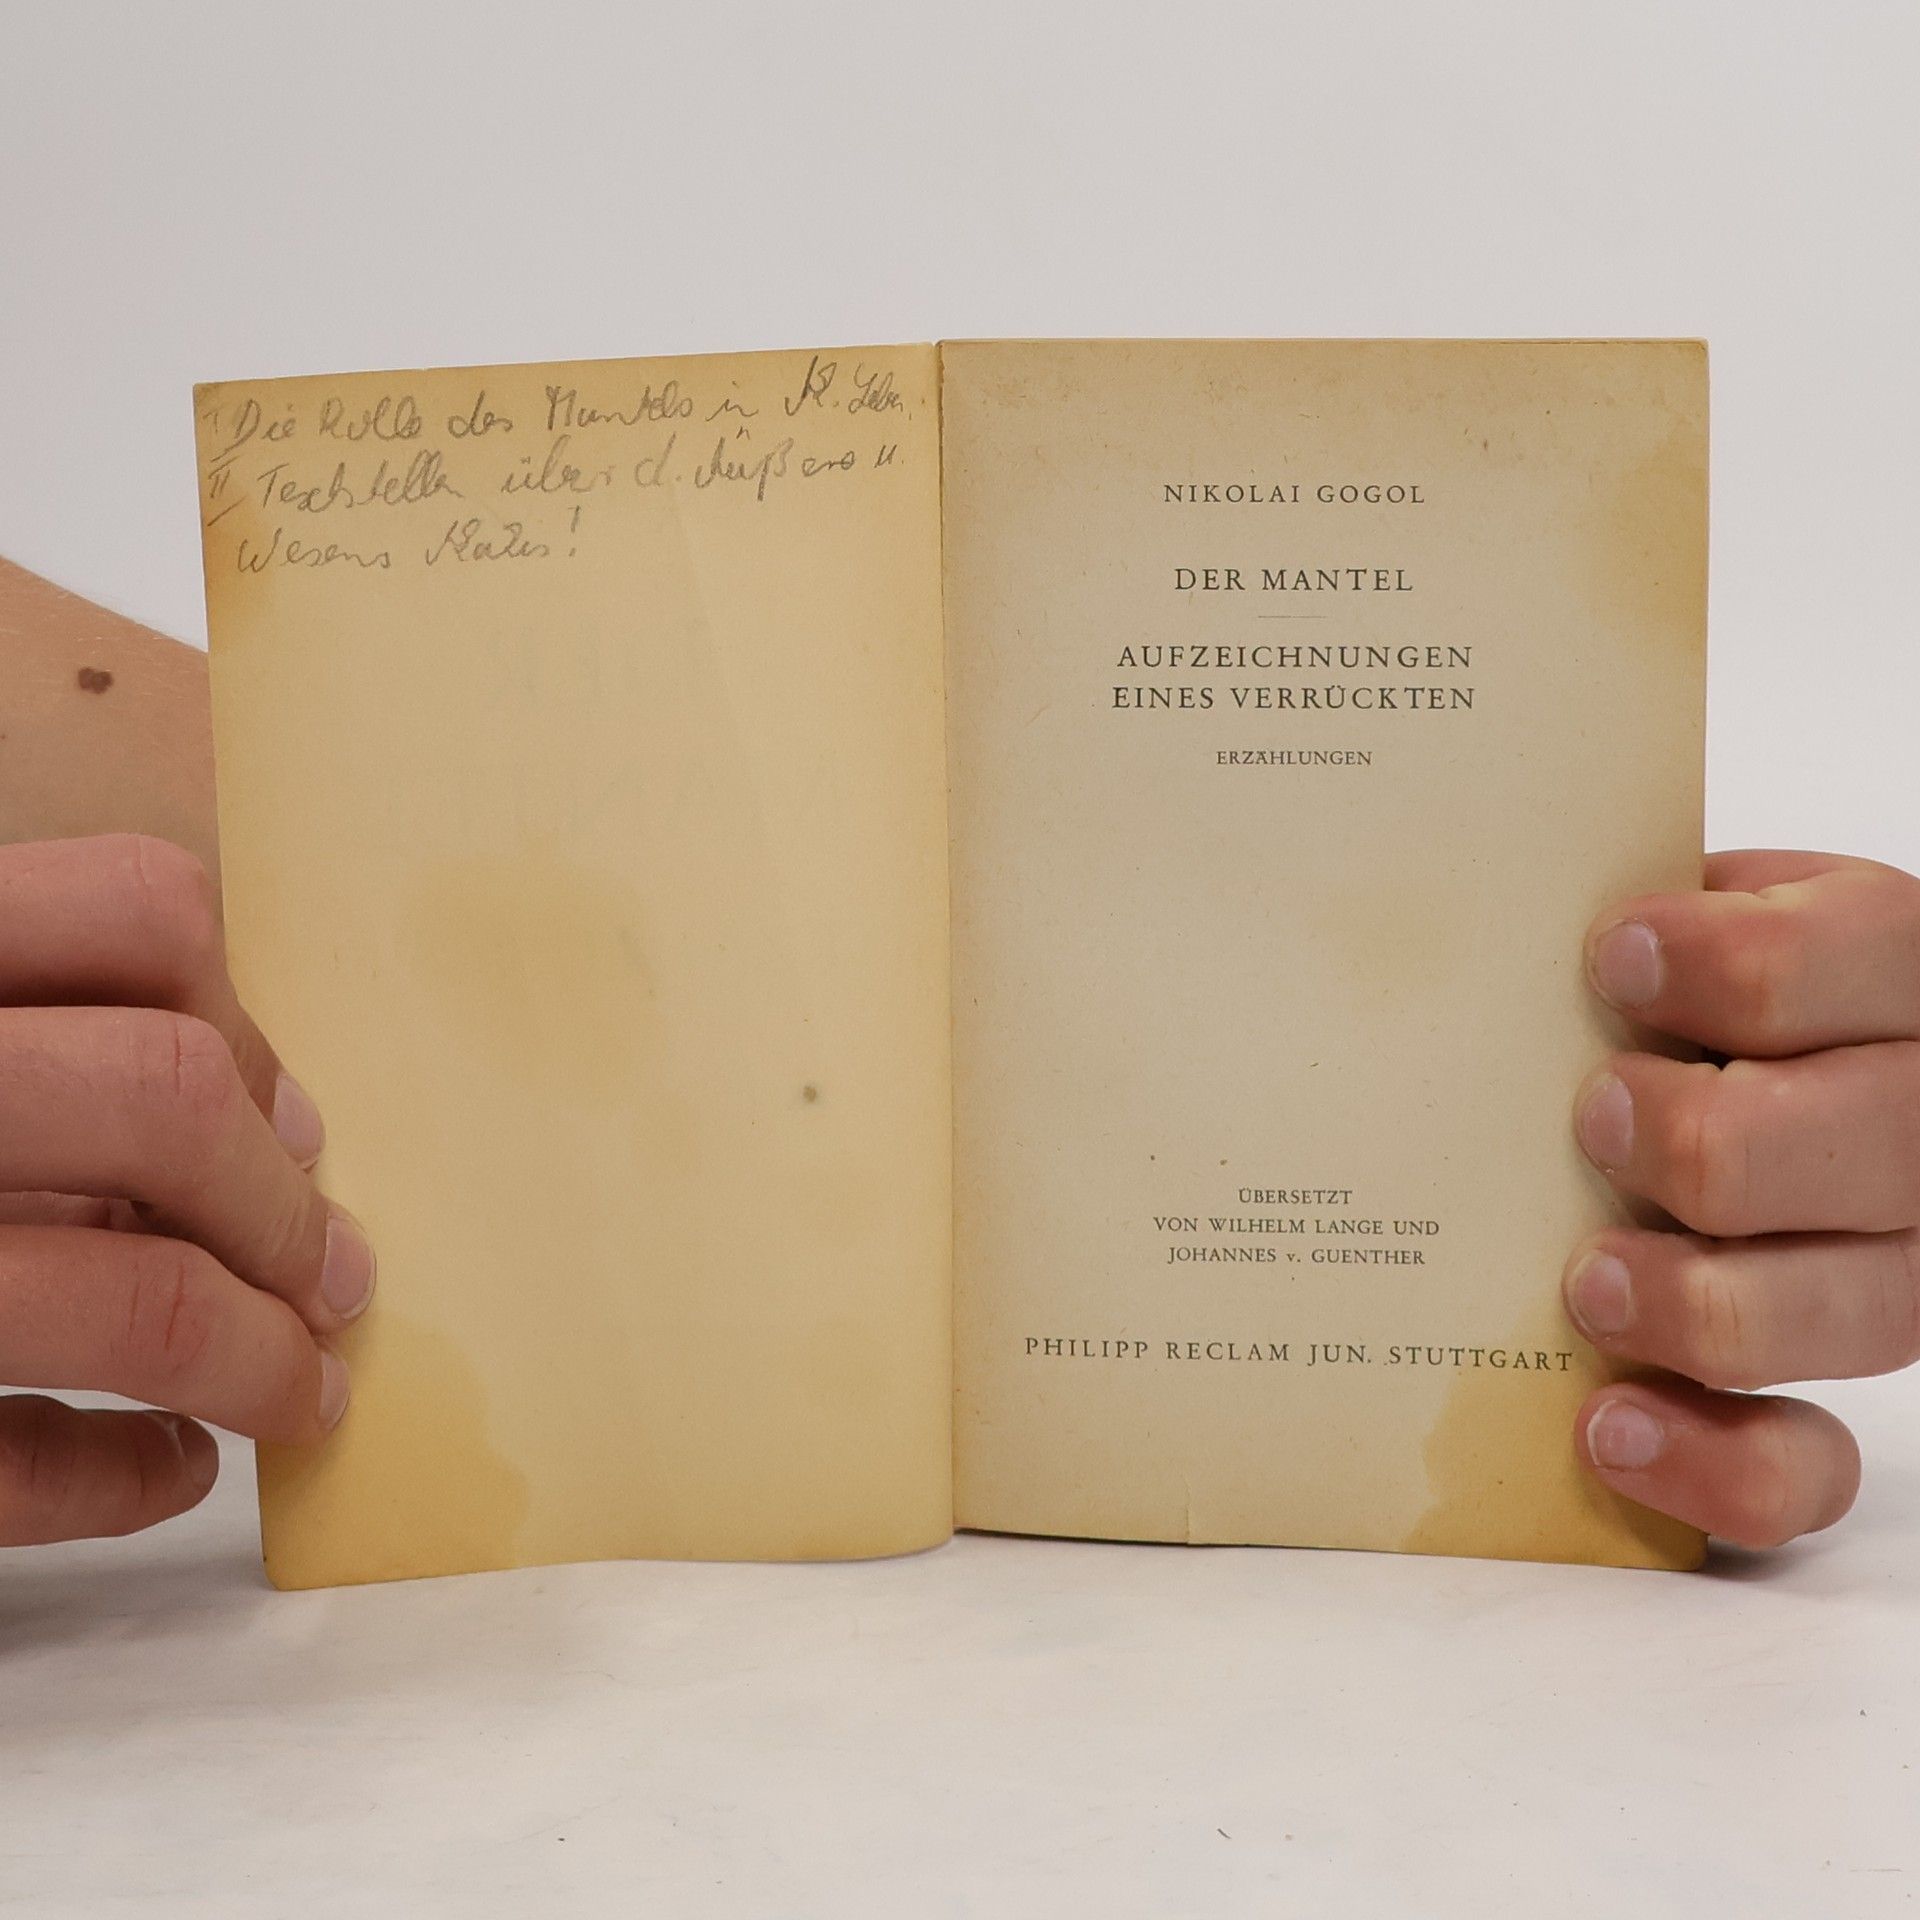 I Die Rolle des Mantels in K. Leben.
II Textstellen über d. Äußere u.
Wesens
NIKOLAI GOGOL
DER MANTEL
AUFZEICHNUNGEN
EINES VERRÜCKTEN
ERZÄHLUNGEN
ÜBERSETZT
VON WILHELM LANGE UND
JOHANNES v. GUENTHER
PHILIPP RECLAM JUN. STUTTGART